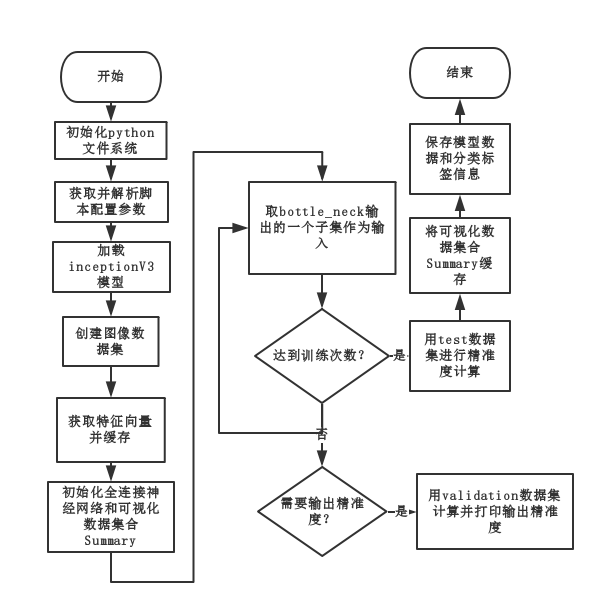 开始
初始化python
文件系统
获取并解析脚
本配置参数
加载
inceptionV3
模型
创建图像数
据集
获取特征向量
并缓存
初始化全连接神
经网络和可视化
数据集合
Summary
取bottle_neck输
出的一个子集作为输
入
达到训练次数?
是
否
需要输出精准
度?
是
用validation数据集
计算并打印输出精准
度
用test数据
集进行精准
度计算
将可视化数
据集合
Summary缓
存
保存模型数
据和分类标
签信息
结束